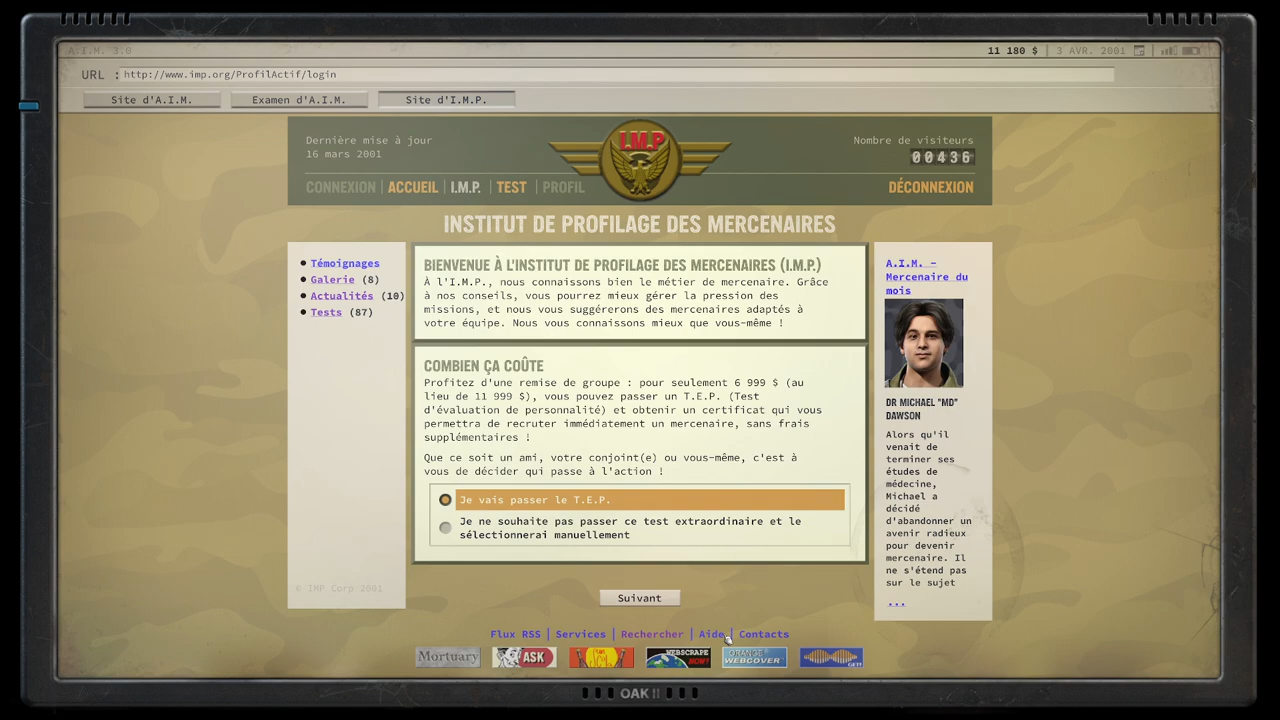 A.I.M. 3.0
11 180 $ | 3 AVR. 2001
URL : http://www.imp.org/ProfilActif/login
Site d'A.I.M.
Examen d'A.I.M.
Site d'I.M.P.
Dernière mise à jour
16 mars 2001
I.M.P
Nombre de visiteurs
00436
CONNEXION | ACCUEIL | I.M.P. | TEST | PROFIL
DÉCONNEXION
INSTITUT DE PROFILAGE DES MERCENAIRES
Témoignages
Galerie (8)
Actualités (10)
Tests (87)
© IMP Corp 2001
BIENVENUE À L'INSTITUT DE PROFILAGE DES MERCENAIRES (I.M.P.)
À l'I.M.P., nous connaissons bien le métier de mercenaire. Grâce
à nos conseils, vous pourrez mieux gérer la pression des
missions, et nous vous suggérerons des mercenaires adaptés à
votre équipe. Nous vous connaissons mieux que vous-même !
COMBIEN ÇA COÛTE
Profitez d'une remise de groupe : pour seulement 6 999 $ (au
lieu de 11 999 $), vous pouvez passer un T.E.P. (Test
d'évaluation de personnalité) et obtenir un certificat qui vous
permettra de recruter immédiatement un mercenaire, sans frais
supplémentaires !
Que ce soit un ami, votre conjoint(e) ou vous-même, c'est à
vous de décider qui passe à l'action !
Je vais passer le T.E.P.
Je ne souhaite pas passer ce test extraordinaire et le
sélectionnerai manuellement
A.I.M. –
Mercenaire du
mois
DR MICHAEL "MD"
DAWSON
Alors qu'il
venait de
terminer ses
études de
médecine,
Michael a
décidé
d'abandonner un
avenir radieux
pour devenir
mercenaire. Il
ne s'étend pas
sur le sujet
...
Suivant
Flux RSS | Services | Rechercher | Aide | Contacts
Mortuary
ASK
WEBSCRAPE
NOW!
ORANGE
WEBCOVER
GET!
OAK II